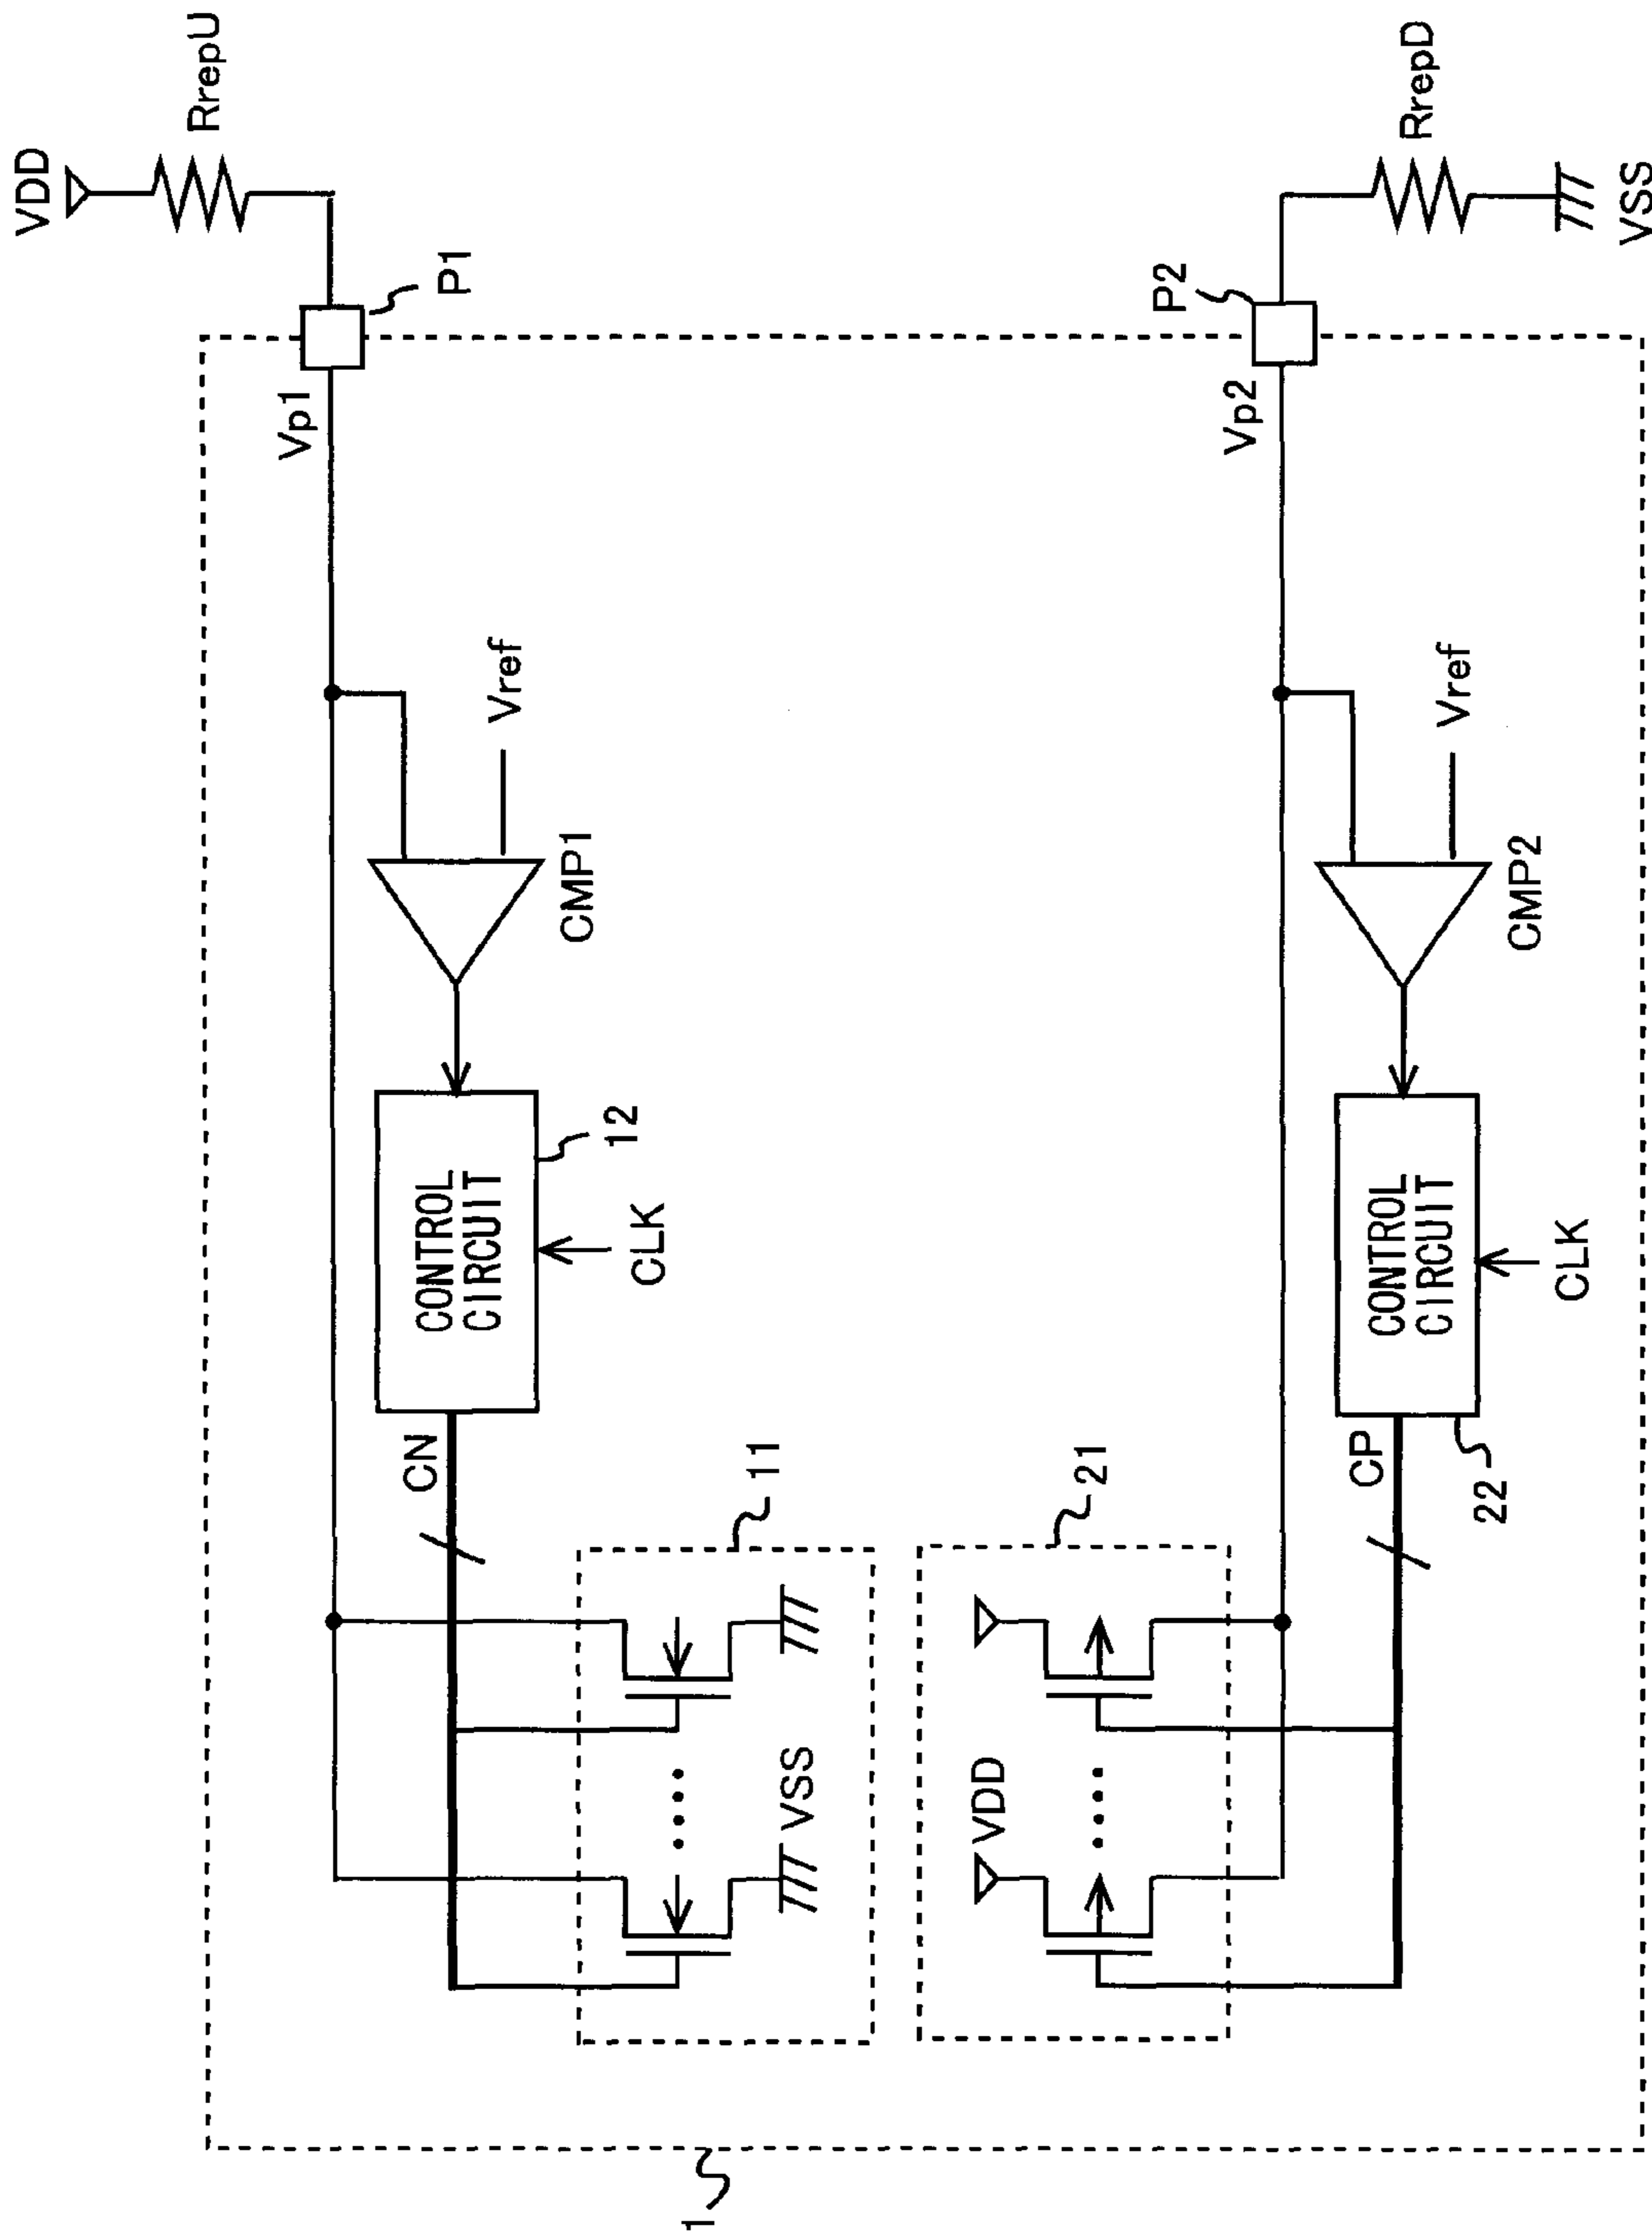 VDD
RrepU
P1
Vp1
Vref
CMP1
CONTROL
CIRCUIT
12
CLK
CN
11
VSS
1
P2
RrepD
VSS
Vp2
Vref
CMP2
CONTROL
CIRCUIT
22
CLK
CP
21
VDD